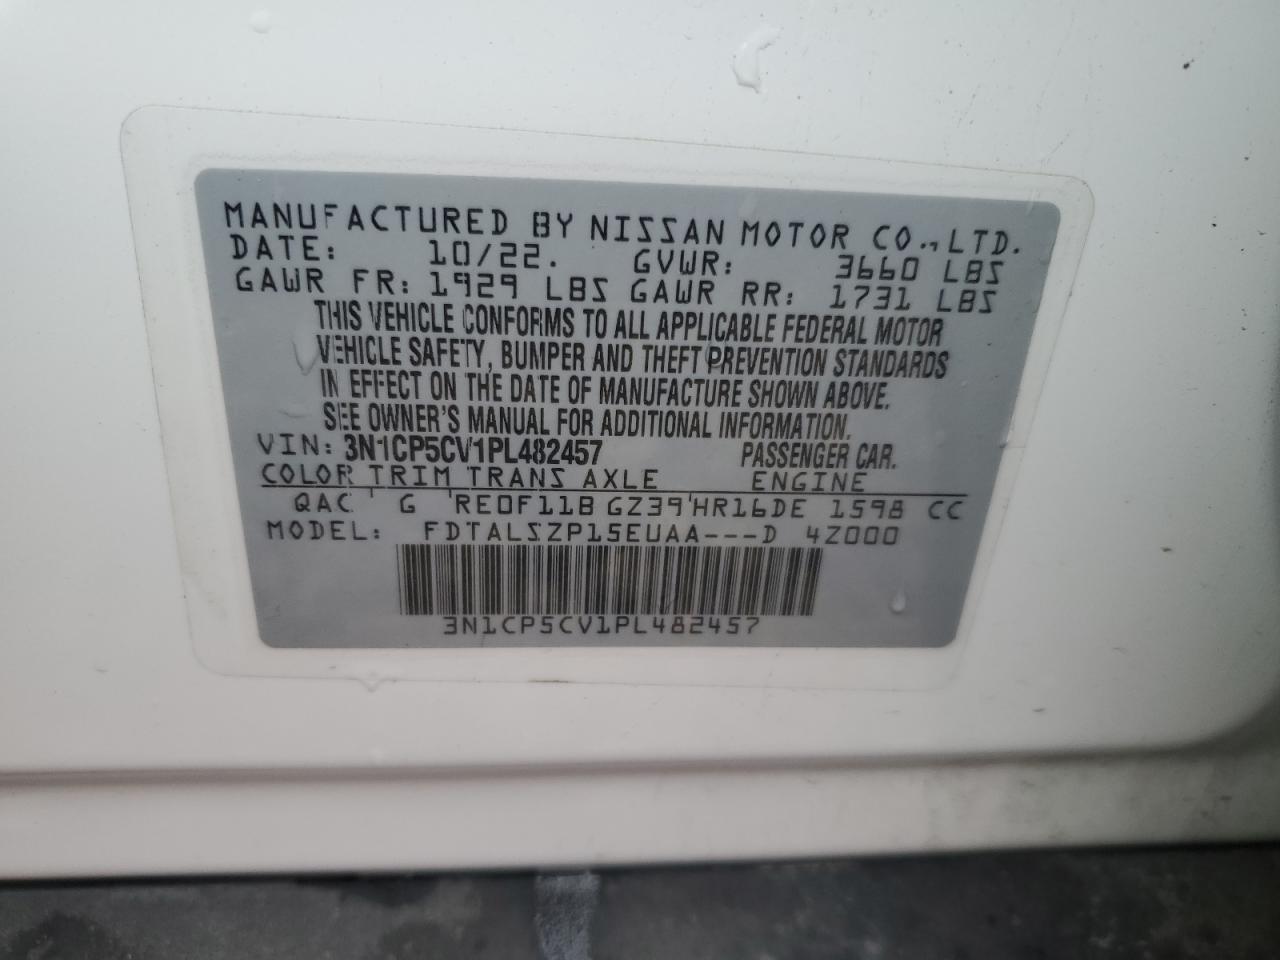 MANUFACTURED BY NISSAN MOTOR CO., LTD.
DATE: 10/22. GVWR: 3660 LBS
GAWR FR: 1929 LBS GAWR RR: 1731 LBS
THIS VEHICLE CONFORMS TO ALL APPLICABLE FEDERAL MOTOR
VEHICLE SAFETY, BUMPER AND THEFT PREVENTION STANDARDS
IN EFFECT ON THE DATE OF MANUFACTURE SHOWN ABOVE.
SEE OWNER'S MANUAL FOR ADDITIONAL INFORMATION.
VIN: 3N1CP5CV1PL482457 PASSENGER CAR.
COLOR TRIM TRANS AXLE ENGINE
QAC G RE0F11B GZ39 HR16DE 1598 CC
MODEL: FDTALSZP15EUAA---D 4Z000
3N1CP5CV1PL482457